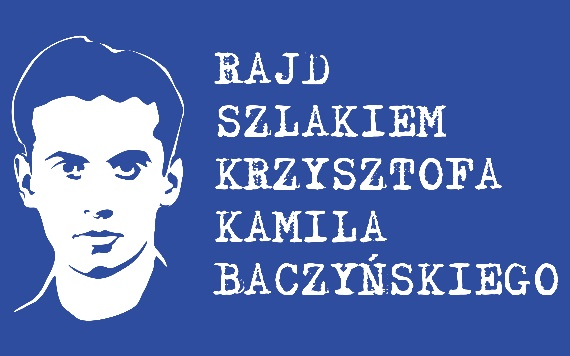 RAJD
SZLAKIEM
KRZYSZTOFA
KAMILA
BACZYŃSKIEGO